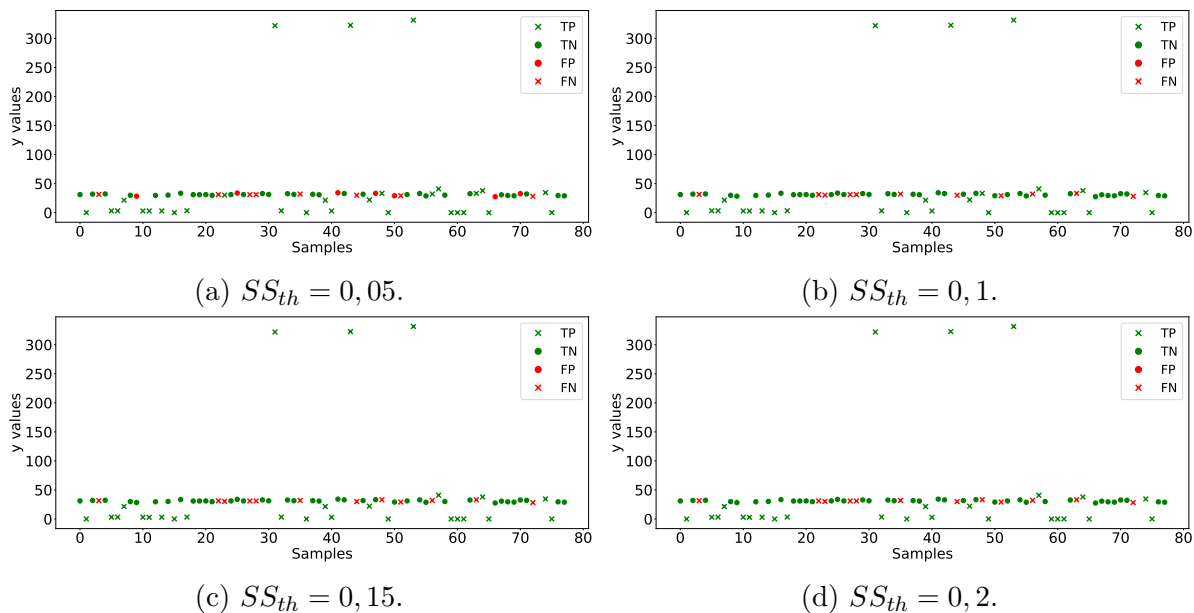 300
250
200
150
100
50
0
y values
0 10 20 30 40 50 60 70 80
Samples
TP
TN
FP
FN
(a) SS_th = 0, 05.
300
250
200
150
100
50
0
y values
0 10 20 30 40 50 60 70 80
Samples
TP
TN
FP
FN
(b) SS_th = 0, 1.
300
250
200
150
100
50
0
y values
0 10 20 30 40 50 60 70 80
Samples
TP
TN
FP
FN
(c) SS_th = 0, 15.
300
250
200
150
100
50
0
y values
0 10 20 30 40 50 60 70 80
Samples
TP
TN
FP
FN
(d) SS_th = 0, 2.